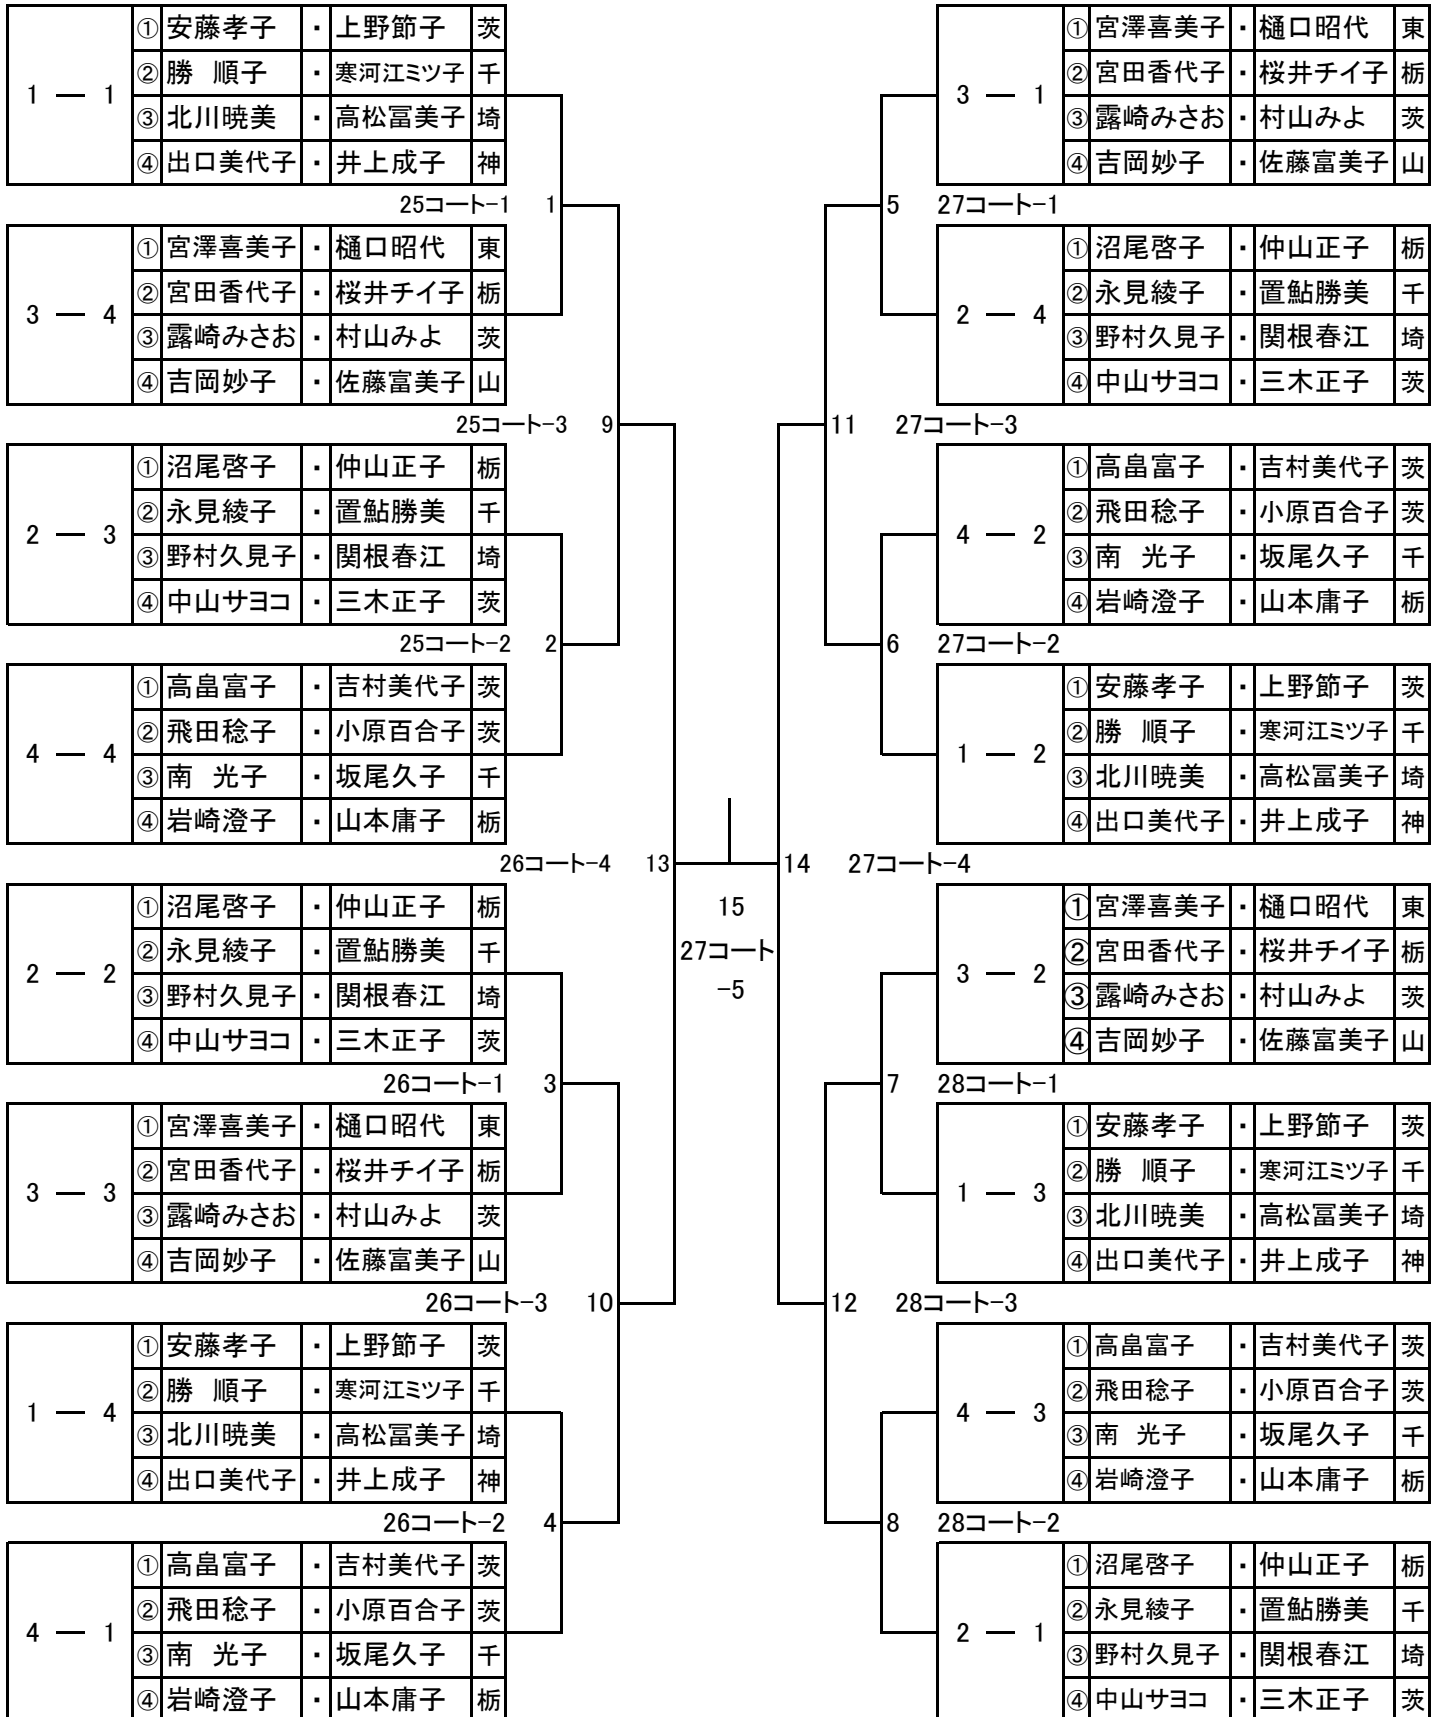 1 ― 1
① 安藤孝子 ・ 上野節子 茨
② 勝 順子 ・ 寒河江ミツ子 千
③ 北川暁美 ・ 高松冨美子 埼
④ 出口美代子 ・ 井上成子 神
25コート-1 1
3 ― 4
① 宮澤喜美子 ・ 樋口昭代 東
② 宮田香代子 ・ 桜井チイ子 栃
③ 露崎みさお ・ 村山みよ 茨
④ 吉岡妙子 ・ 佐藤富美子 山
25コート-3 9
2 ― 3
① 沼尾啓子 ・ 仲山正子 栃
② 永見綾子 ・ 置鮎勝美 千
③ 野村久見子 ・ 関根春江 埼
④ 中山サヨコ ・ 三木正子 茨
25コート-2 2
4 ― 4
① 高畠富子 ・ 吉村美代子 茨
② 飛田稔子 ・ 小原百合子 茨
③ 南 光子 ・ 坂尾久子 千
④ 岩崎澄子 ・ 山本庸子 栃
26コート-4 13
2 ― 2
① 沼尾啓子 ・ 仲山正子 栃
② 永見綾子 ・ 置鮎勝美 千
③ 野村久見子 ・ 関根春江 埼
④ 中山サヨコ ・ 三木正子 茨
26コート-1 3
3 ― 3
① 宮澤喜美子 ・ 樋口昭代 東
② 宮田香代子 ・ 桜井チイ子 栃
③ 露崎みさお ・ 村山みよ 茨
④ 吉岡妙子 ・ 佐藤富美子 山
26コート-3 10
1 ― 4
① 安藤孝子 ・ 上野節子 茨
② 勝 順子 ・ 寒河江ミツ子 千
③ 北川暁美 ・ 高松冨美子 埼
④ 出口美代子 ・ 井上成子 神
26コート-2 4
4 ― 1
① 高畠富子 ・ 吉村美代子 茨
② 飛田稔子 ・ 小原百合子 茨
③ 南 光子 ・ 坂尾久子 千
④ 岩崎澄子 ・ 山本庸子 栃
15
27コート
-5
3 ― 1
① 宮澤喜美子 ・ 樋口昭代 東
② 宮田香代子 ・ 桜井チイ子 栃
③ 露崎みさお ・ 村山みよ 茨
④ 吉岡妙子 ・ 佐藤富美子 山
5 27コート-1
2 ― 4
① 沼尾啓子 ・ 仲山正子 栃
② 永見綾子 ・ 置鮎勝美 千
③ 野村久見子 ・ 関根春江 埼
④ 中山サヨコ ・ 三木正子 茨
11 27コート-3
4 ― 2
① 高畠富子 ・ 吉村美代子 茨
② 飛田稔子 ・ 小原百合子 茨
③ 南 光子 ・ 坂尾久子 千
④ 岩崎澄子 ・ 山本庸子 栃
6 27コート-2
1 ― 2
① 安藤孝子 ・ 上野節子 茨
② 勝 順子 ・ 寒河江ミツ子 千
③ 北川暁美 ・ 高松冨美子 埼
④ 出口美代子 ・ 井上成子 神
14 27コート-4
3 ― 2
① 宮澤喜美子 ・ 樋口昭代 東
② 宮田香代子 ・ 桜井チイ子 栃
③ 露崎みさお ・ 村山みよ 茨
④ 吉岡妙子 ・ 佐藤富美子 山
7 28コート-1
1 ― 3
① 安藤孝子 ・ 上野節子 茨
② 勝 順子 ・ 寒河江ミツ子 千
③ 北川暁美 ・ 高松冨美子 埼
④ 出口美代子 ・ 井上成子 神
12 28コート-3
4 ― 3
① 高畠富子 ・ 吉村美代子 茨
② 飛田稔子 ・ 小原百合子 茨
③ 南 光子 ・ 坂尾久子 千
④ 岩崎澄子 ・ 山本庸子 栃
8 28コート-2
2 ― 1
① 沼尾啓子 ・ 仲山正子 栃
② 永見綾子 ・ 置鮎勝美 千
③ 野村久見子 ・ 関根春江 埼
④ 中山サヨコ ・ 三木正子 茨